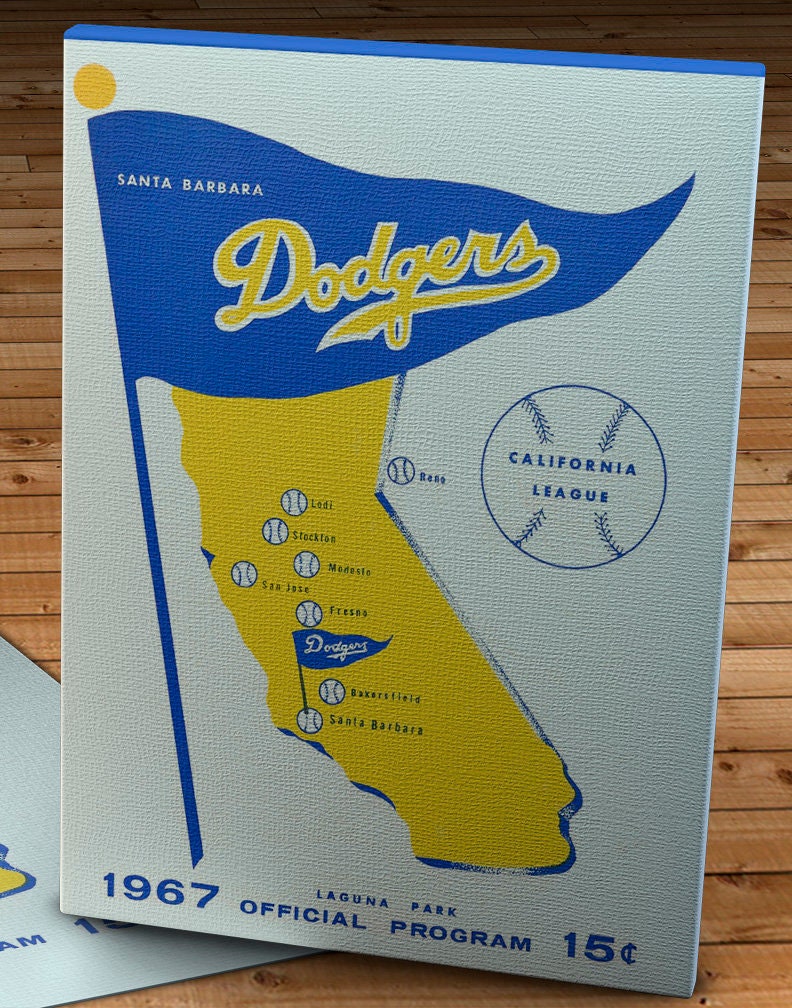 SANTA BARBARA
Dodgers
Reno
CALIFORNIA
LEAGUE
Lodi
Stockton
Modesto
San Jose
Fresno
Dodgers
Bakersfield
Santa Barbara
1967
LAGUNA PARK
OFFICIAL PROGRAM
15¢
AM